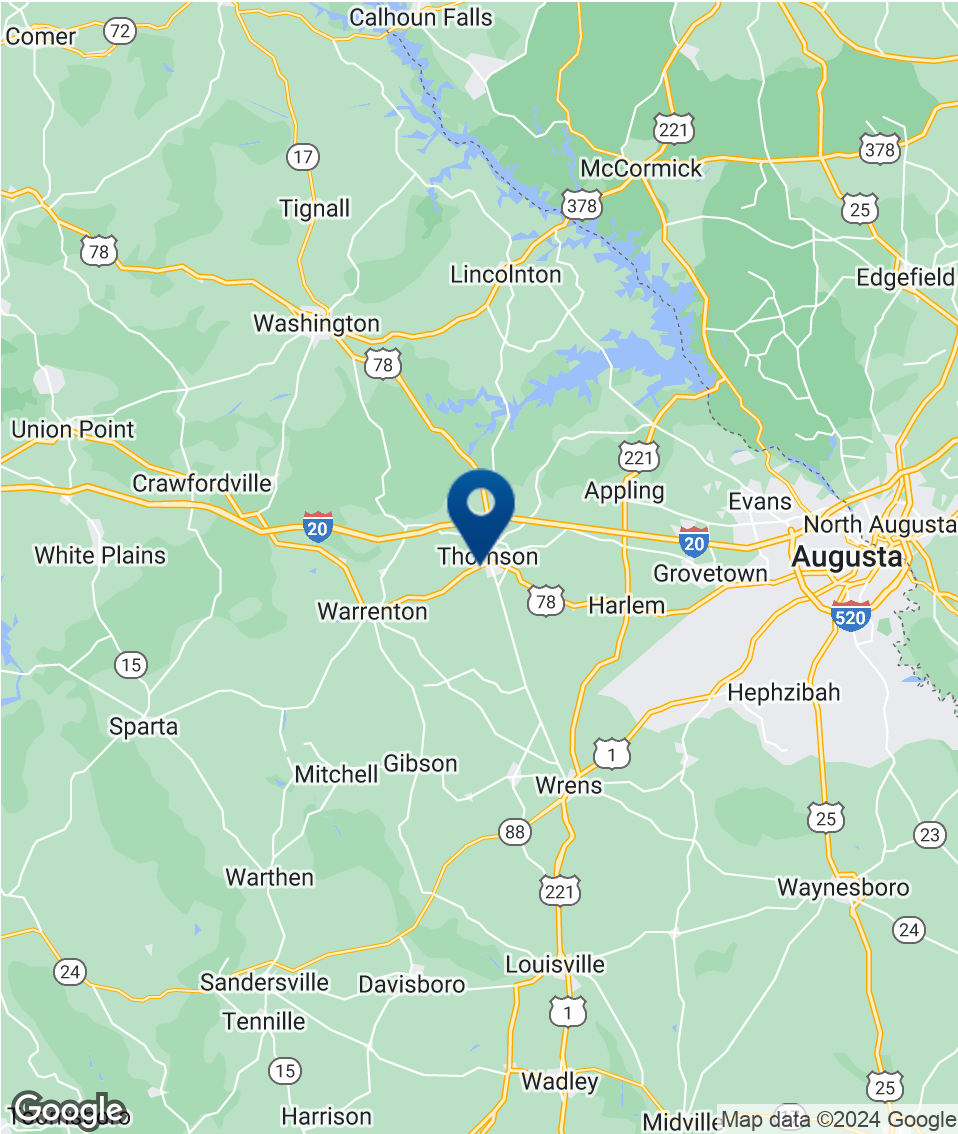 Calhoun Falls
Comer
72
221
McCormick
378
17
378
Tignall
25
78
Lincolnton
Edgefield
Washington
78
Union Point
221
Crawfordville
Appling
Evans
20
North Augusta
20
White Plains
Thomson
Augusta
Grovetown
78
Harlem
Warrenton
520
15
Hephzibah
Sparta
1
Gibson
Mitchell
Wrens
25
88
23
Warthen
221
Waynesboro
24
Louisville
24
Sandersville
Davisboro
1
Tennille
15
Wadley
25
Harrison
Google
Midville
17
Map data ©2024 Google